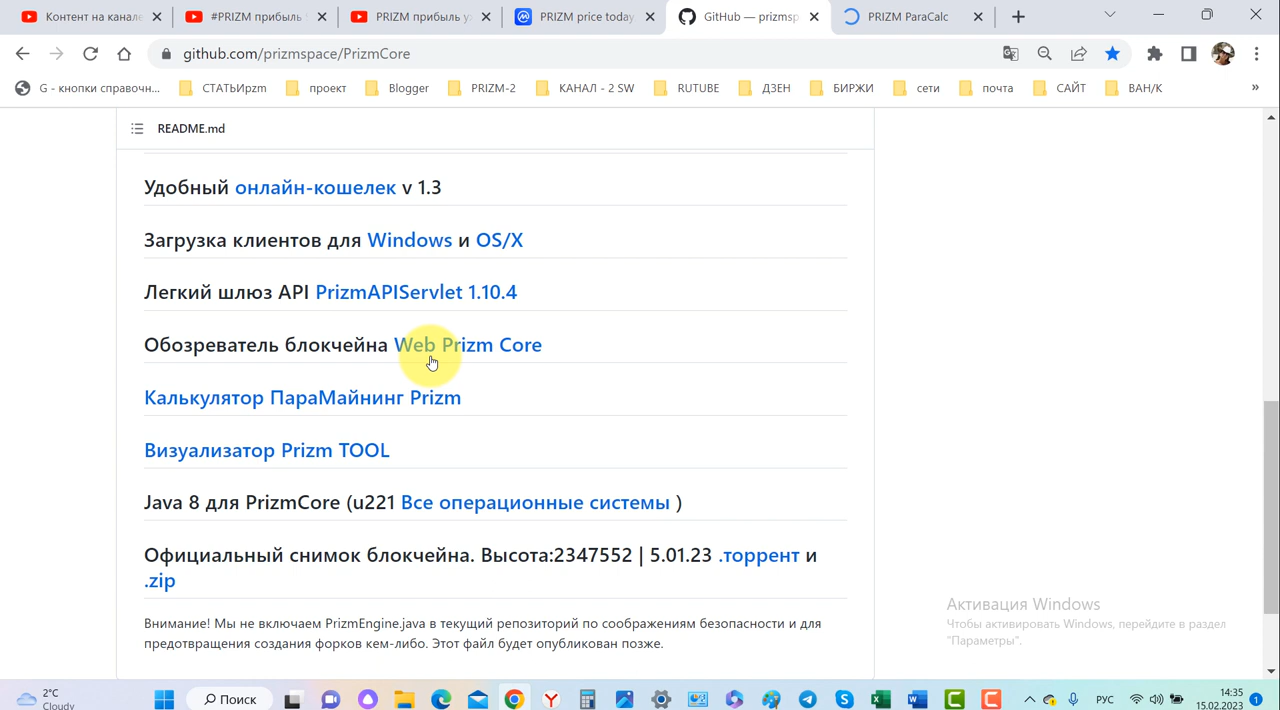 Контент на канале
#PRIZM прибыль
PRIZM прибыль у
PRIZM price today
GitHub — prizmsp
PRIZM ParaCalc
github.com/prizmspace/PrizmCore
G - кнопки справочн...
СТАТЬИpzm
проект
Blogger
PRIZM-2
КАНАЛ - 2 SW
RUTUBE
ДЗЕН
БИРЖИ
сети
почта
САЙТ
ВАН/К
»
README.md
Удобный онлайн-кошелек v 1.3
Загрузка клиентов для Windows и OS/X
Легкий шлюз API PrizmAPIServlet 1.10.4
Обозреватель блокчейна Web Prizm Core
Калькулятор ПараМайнинг Prizm
Визуализатор Prizm TOOL
Java 8 для PrizmCore (u221 Все операционные системы )
Официальный снимок блокчейна. Высота:2347552 | 5.01.23 .торрент и
.zip
Внимание! Мы не включаем PrizmEngine.java в текущий репозиторий по соображениям безопасности и для
предотвращения создания форков кем-либо. Этот файл будет опубликован позже.
Активация Windows
Чтобы активировать Windows, перейдите в раздел
"Параметры".
2°C
Cloudy
Поиск
РУС
14:35
15.02.2023
1